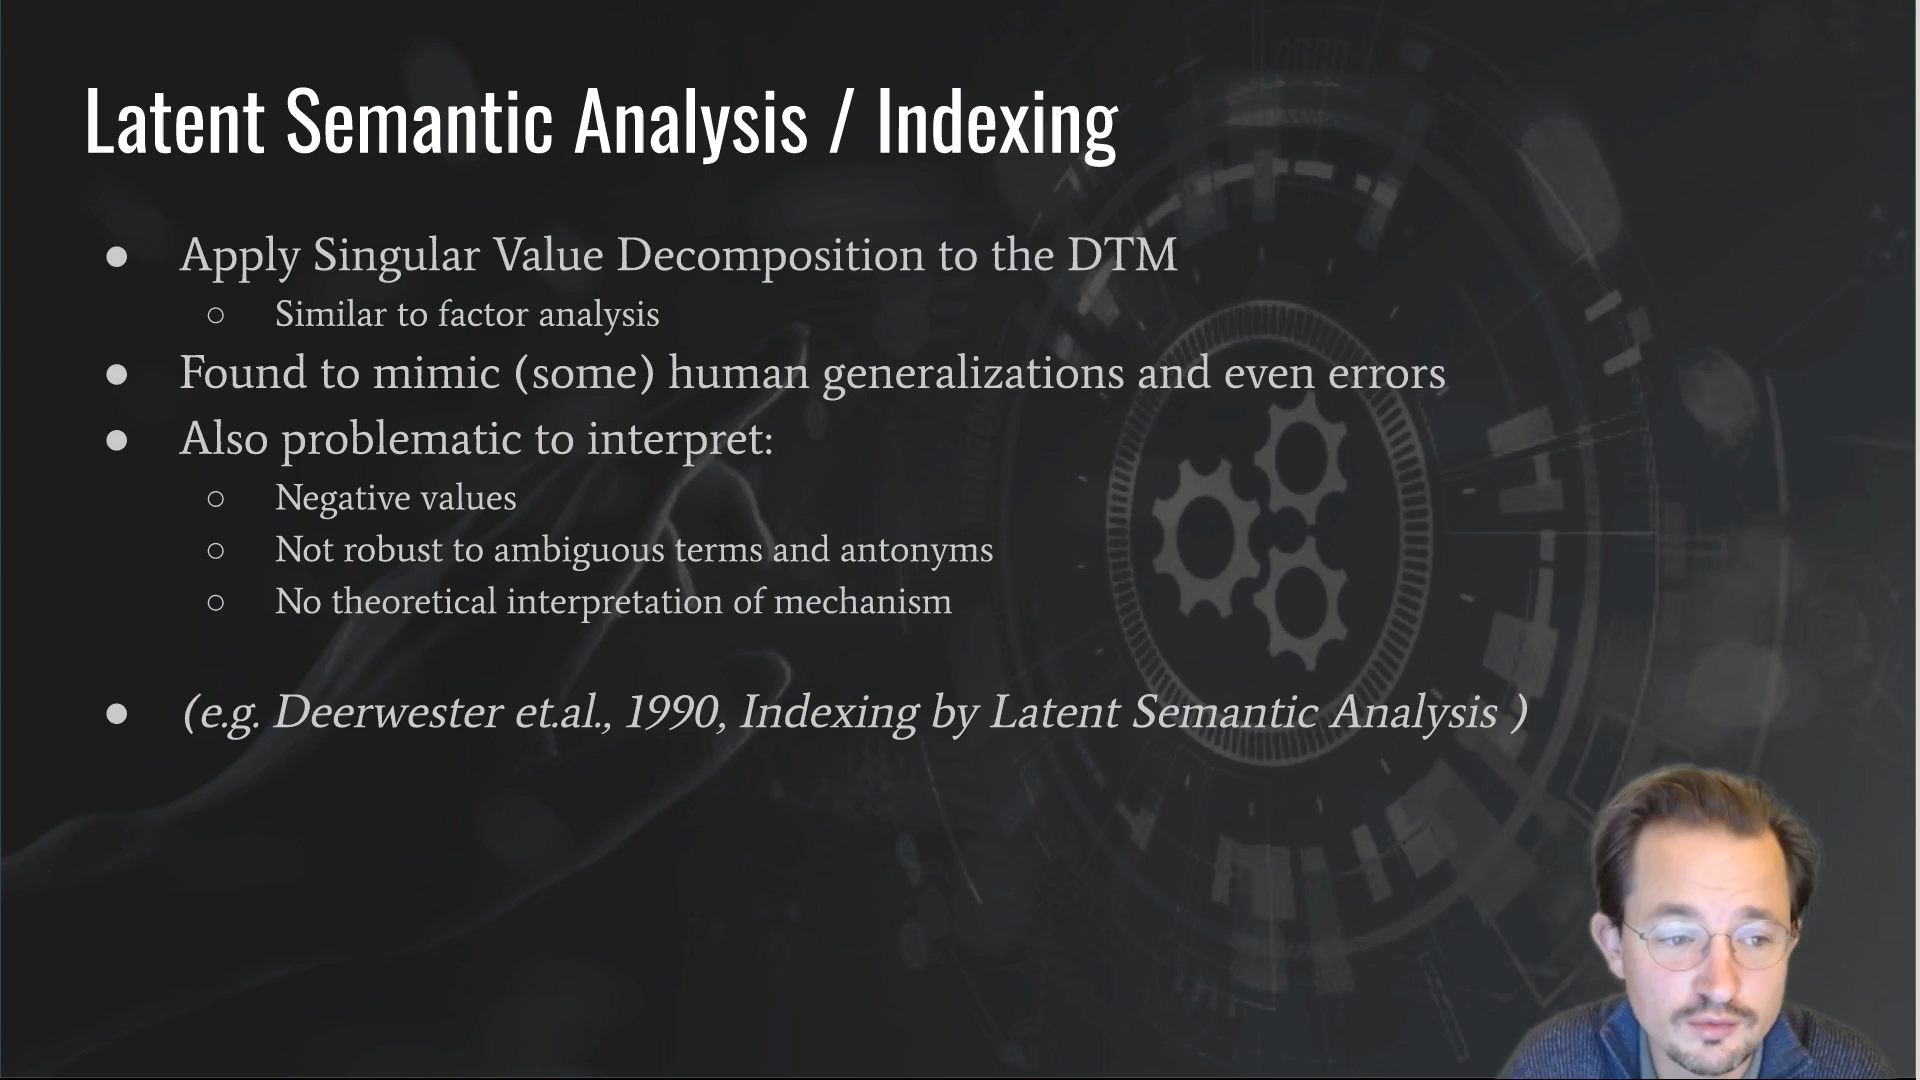 Latent Semantic Analysis / Indexing
● Apply Singular Value Decomposition to the DTM
○ Similar to factor analysis
● Found to mimic (some) human generalizations and even errors
● Also problematic to interpret:
○ Negative values
○ Not robust to ambiguous terms and antonyms
○ No theoretical interpretation of mechanism
● (e.g. Deerwester et.al., 1990, Indexing by Latent Semantic Analysis )